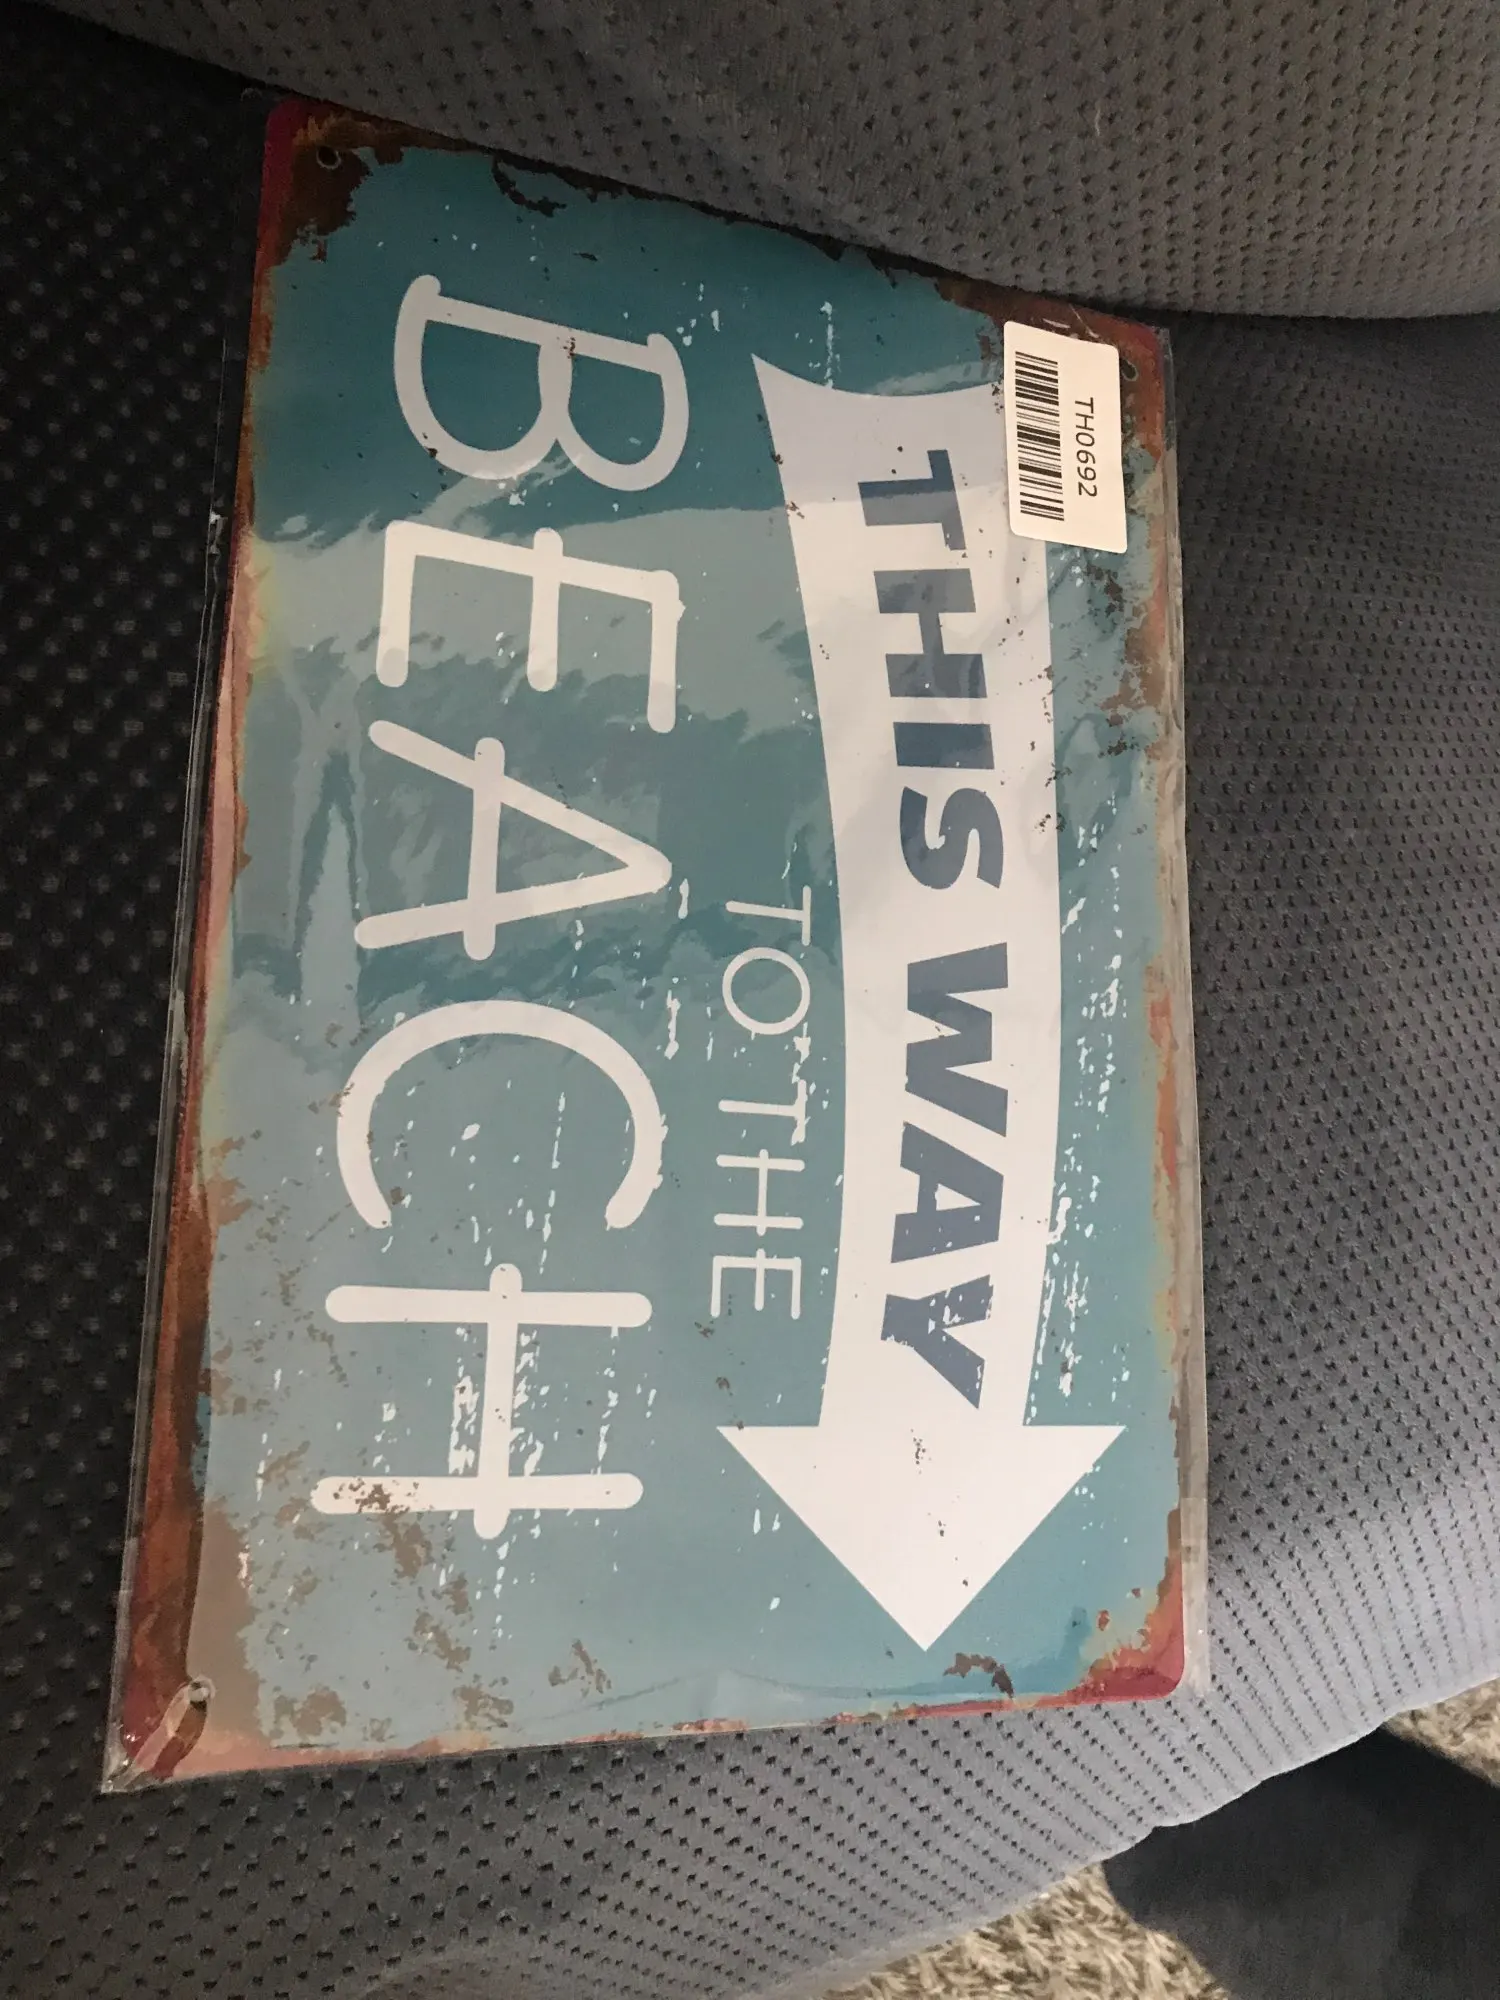 TH0692
THIS WAY
TO THE
BEACH